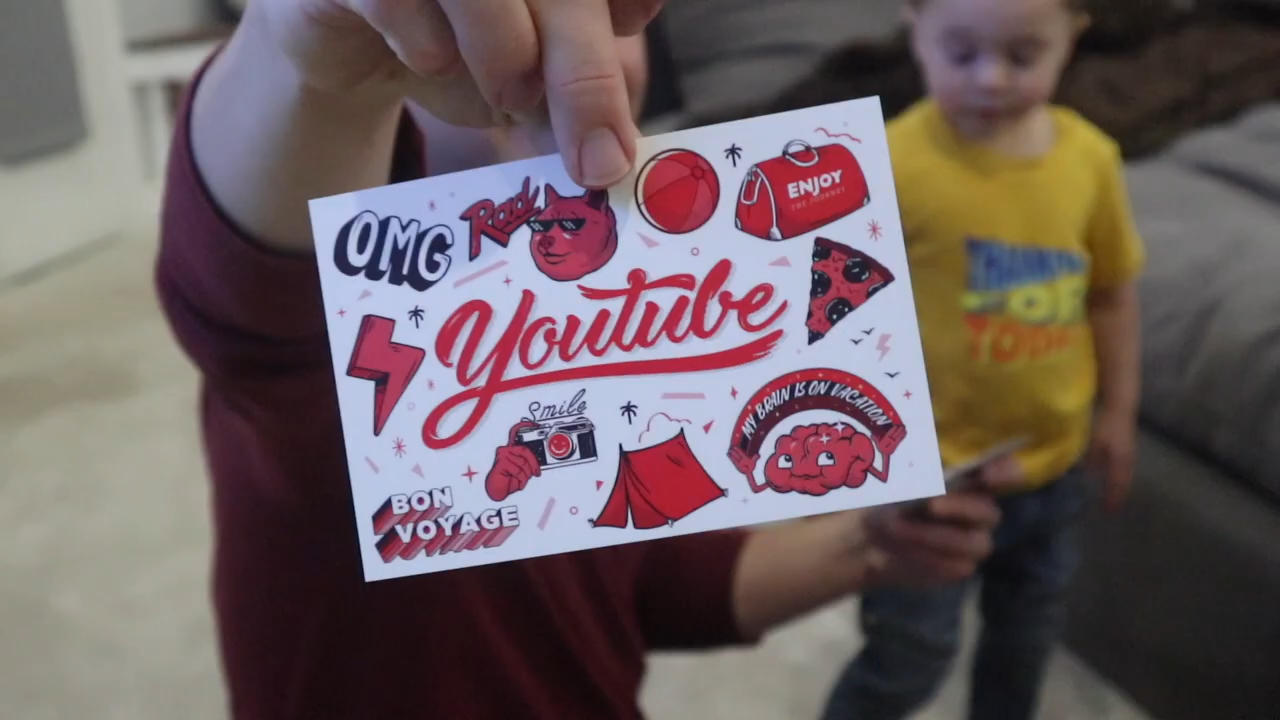 OMG
Rad
ENJOY
THE JOURNEY
Youtube
Smile
MY BRAIN IS ON VACATION
BON
VOYAGE